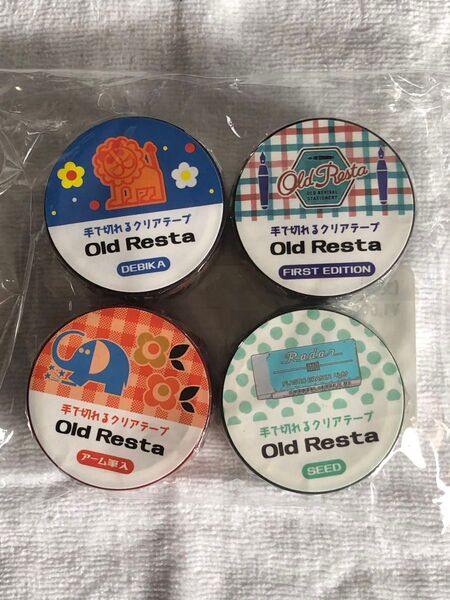 手で切れるクリアテープ
Old Resta
DEBIKA
Old Resta
OLD REVIVAL
STATIONERY
手で切れるクリアテープ
Old Resta
FIRST EDITION
手で切れるクリアテープ
Old Resta
アーム筆入
Radar
手で切れるクリアテープ
Old Resta
SEED